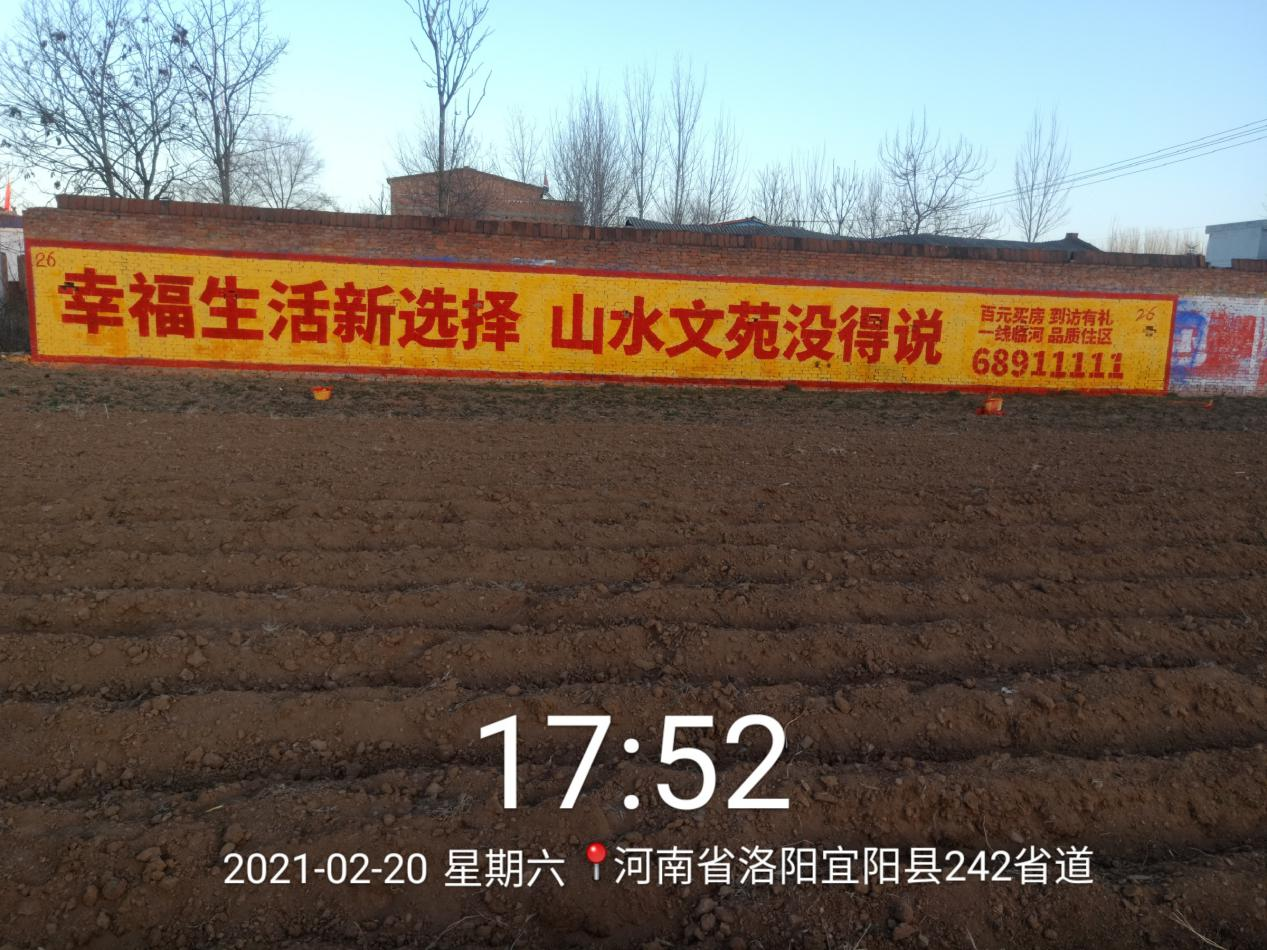 26
幸福生活新选择 山水文苑没得说
百元买房 到访有礼
一线临河 品质住区
68911111
26
17:52
2021-02-20 星期六 📍河南省洛阳宜阳县242省道